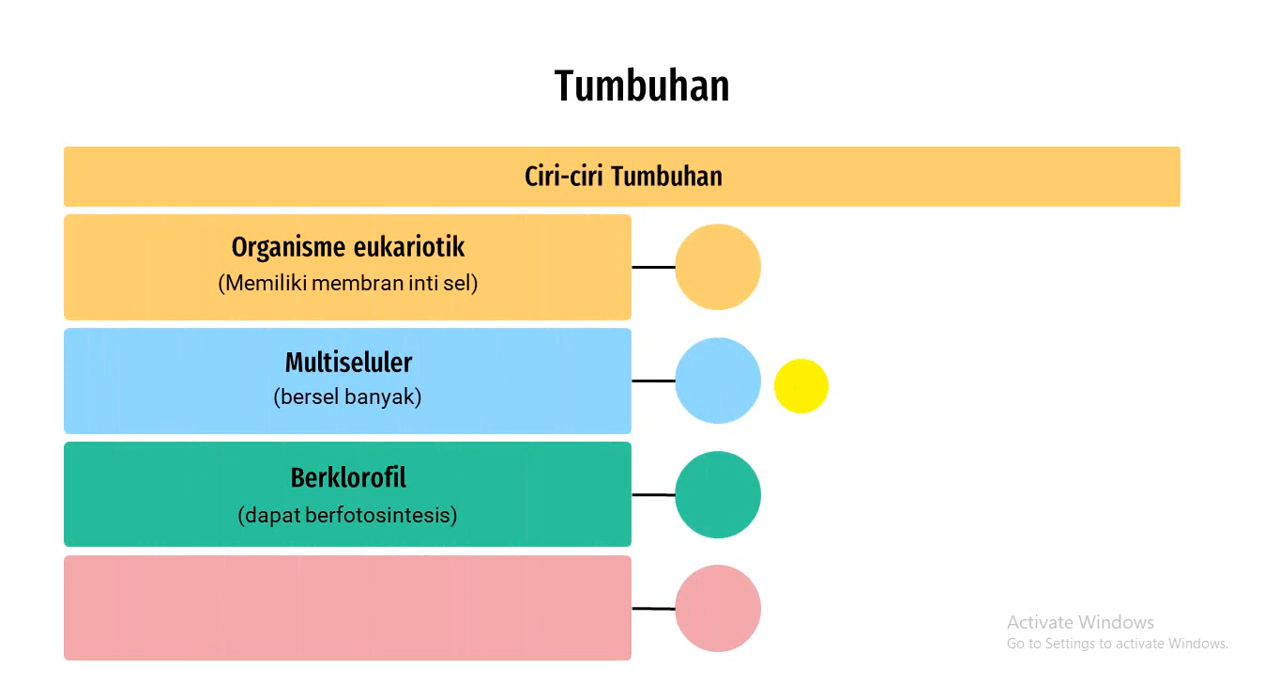 Tumbuhan
Ciri-ciri Tumbuhan
Organisme eukariotik
(Memiliki membran inti sel)
Multiseluler
(bersel banyak)
Berklorofil
(dapat berfotosintesis)
Activate Windows
Go to Settings to activate Windows.